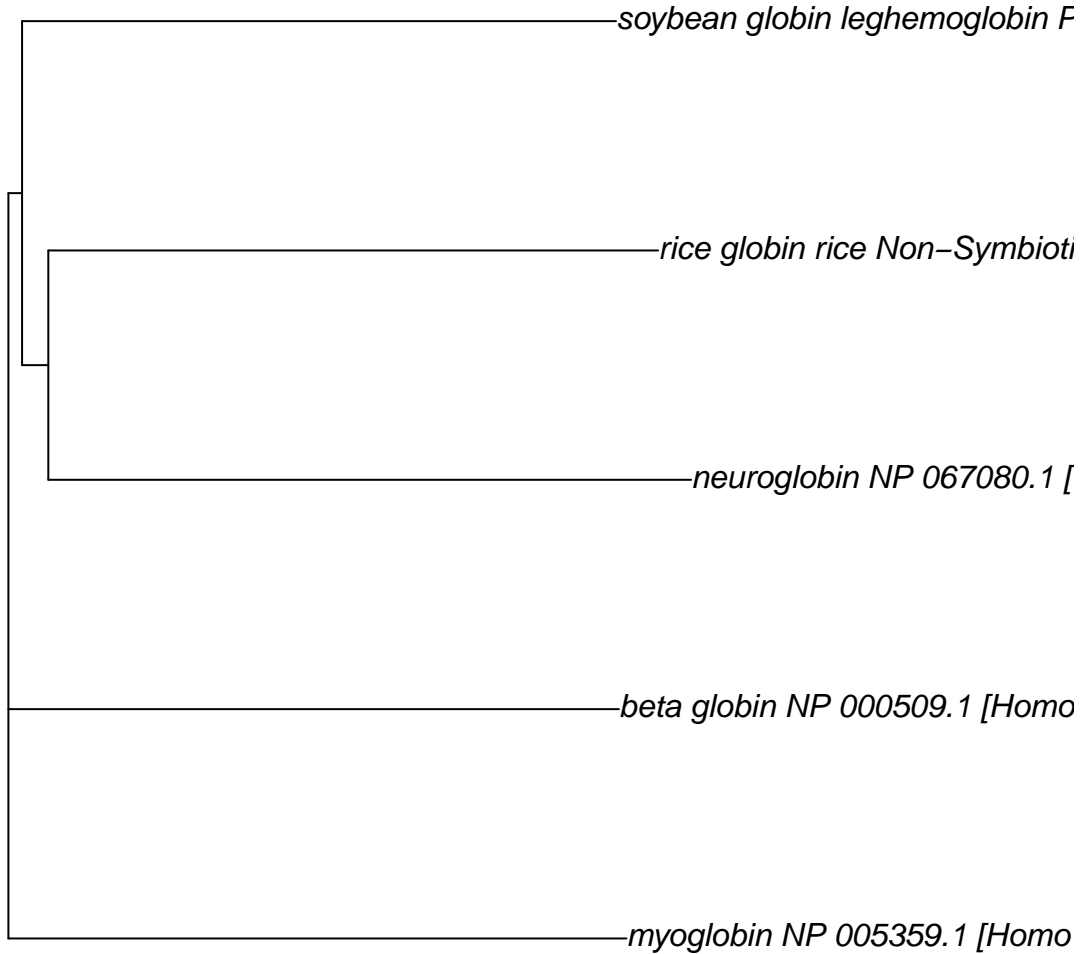 soybean globin leghemoglobin P
rice globin rice Non−Symbioti
neuroglobin NP 067080.1 [
beta globin NP 000509.1 [Homo
myoglobin NP 005359.1 [Homo